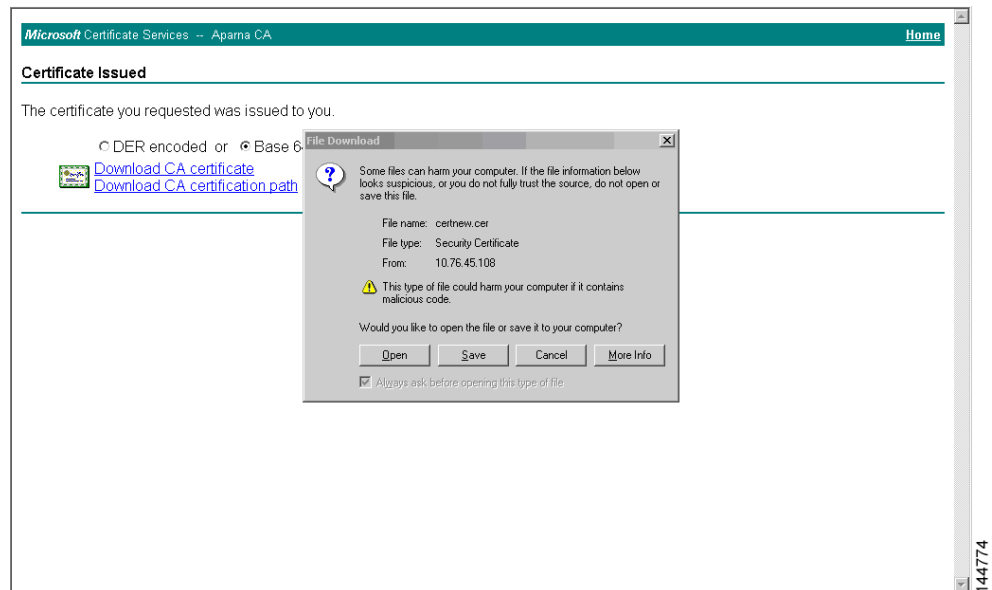 Microsoft Certificate Services -- Aparna CA Home
Certificate Issued
The certificate you requested was issued to you.
DER encoded or Base 6
Download CA certificate
Download CA certification path
File Download
Some files can harm your computer. If the file information below
looks suspicious, or you do not fully trust the source, do not open or
save this file.
File name: certnew.cer
File type: Security Certificate
From: 10.76.45.108
This type of file could harm your computer if it contains
malicious code.
Would you like to open the file or save it to your computer?
Open Save Cancel More Info
Always ask before opening this type of file
144774